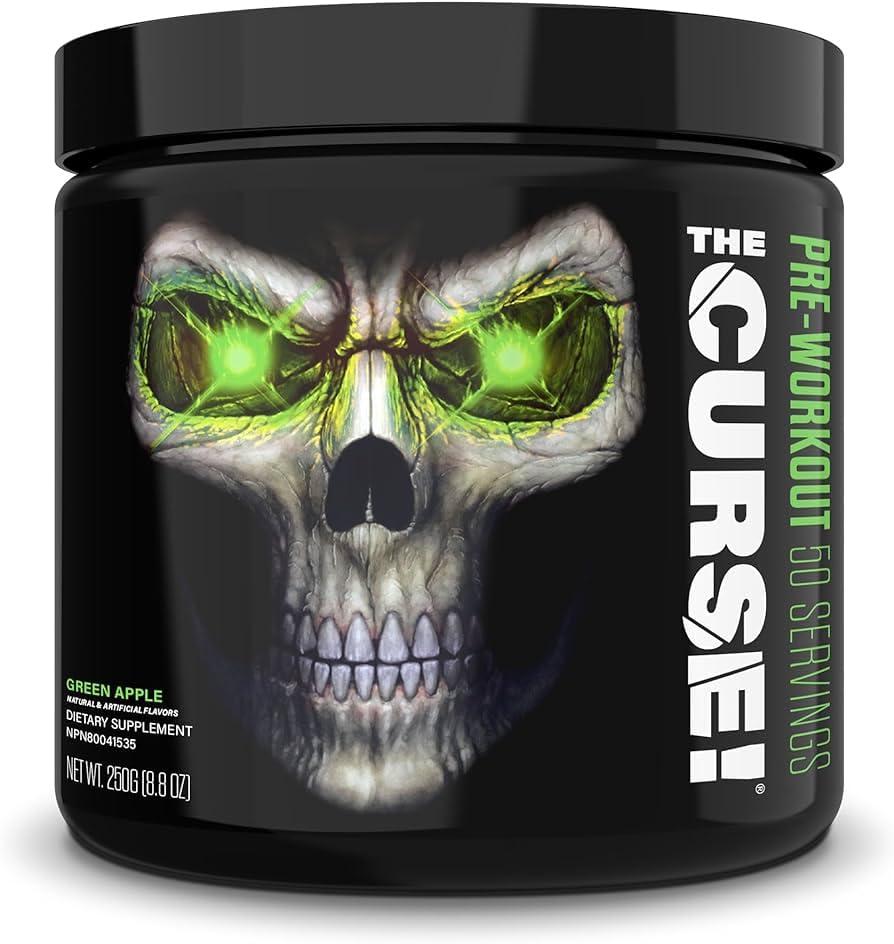 THE
CURSE!
®
PRE-WORKOUT 50 SERVINGS
GREEN APPLE
NATURAL & ARTIFICIAL FLAVORS
DIETARY SUPPLEMENT
NPN80041535
NET WT. 250G (8.8 OZ)